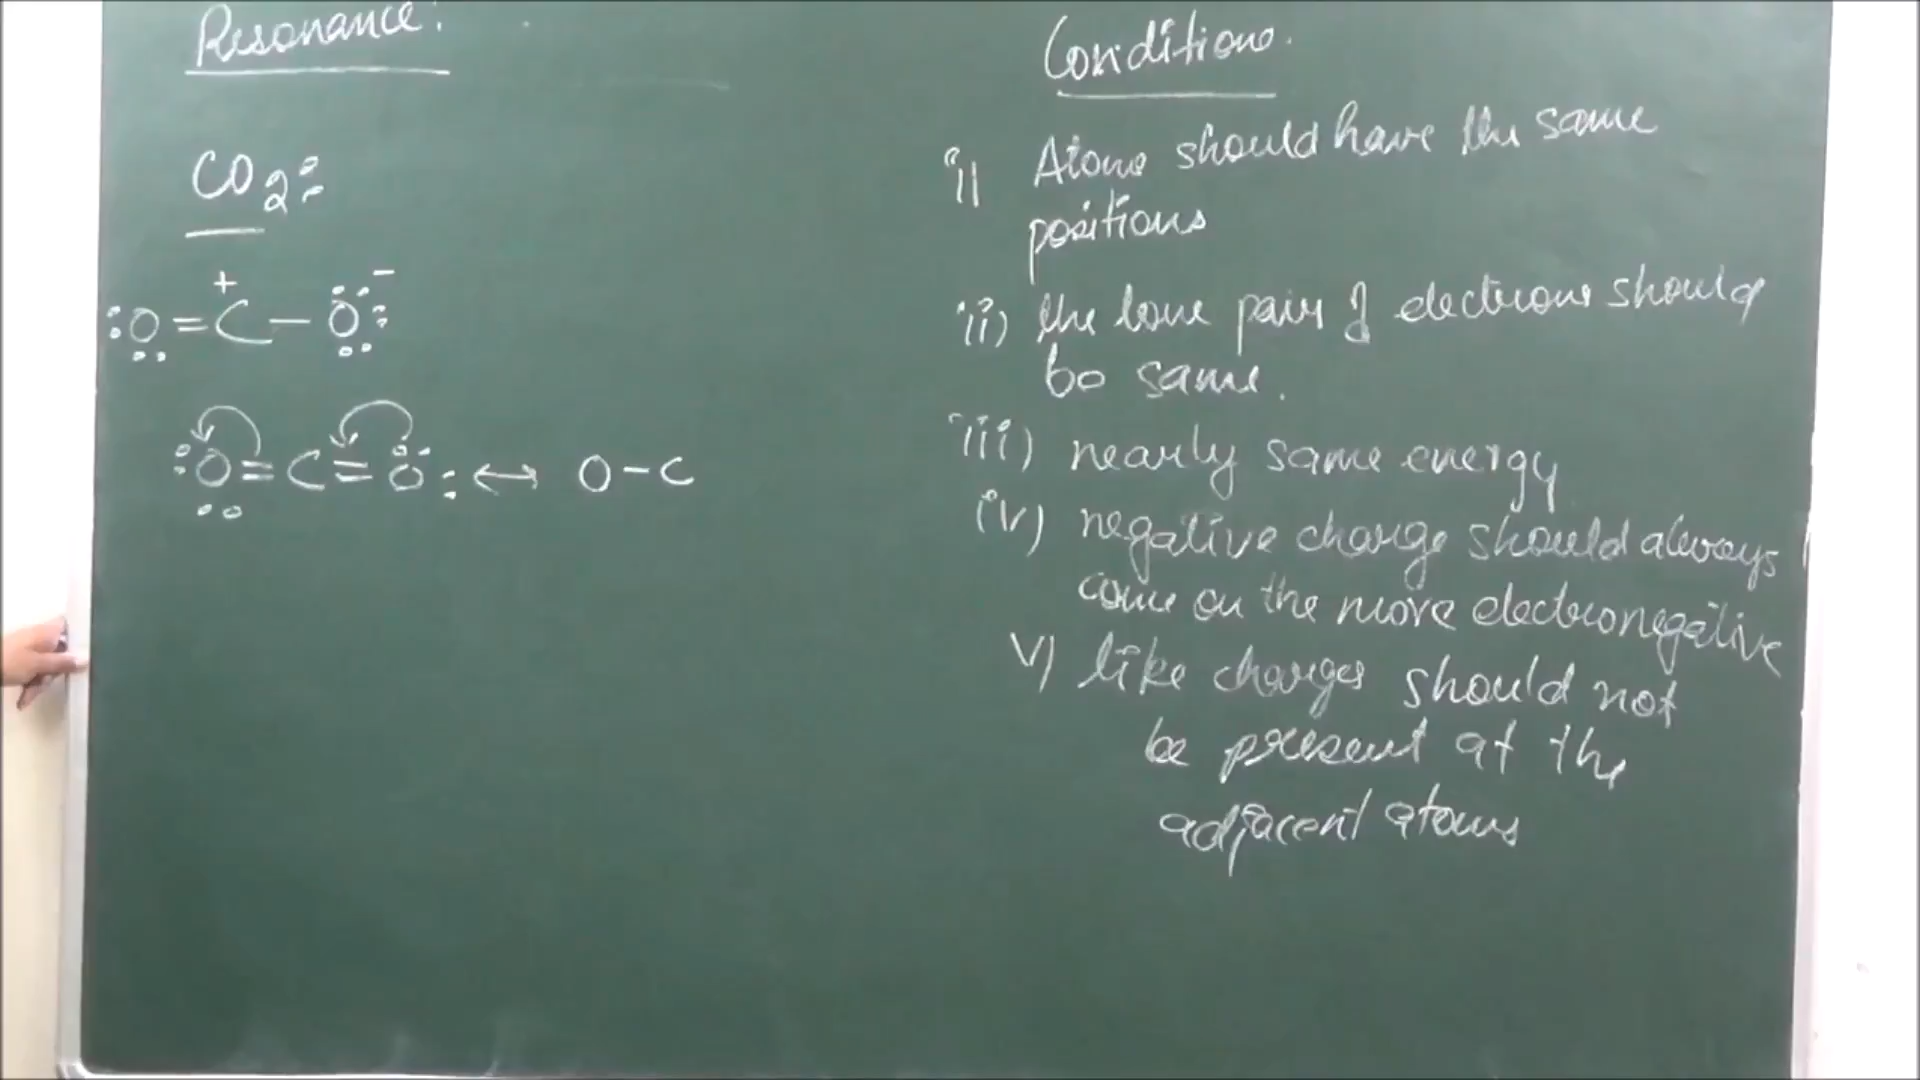 Resonance:
CO2:
+ -
:O=C-O:
:O=C=O: ↔ O-C
Conditions.
i) Atoms should have the same
positions
ii) the lone pair of electrons should
be same.
iii) nearly same energy
iv) negative charge should always
come on the more electronegative
v) like charges should not
be present at the
adjacent atoms